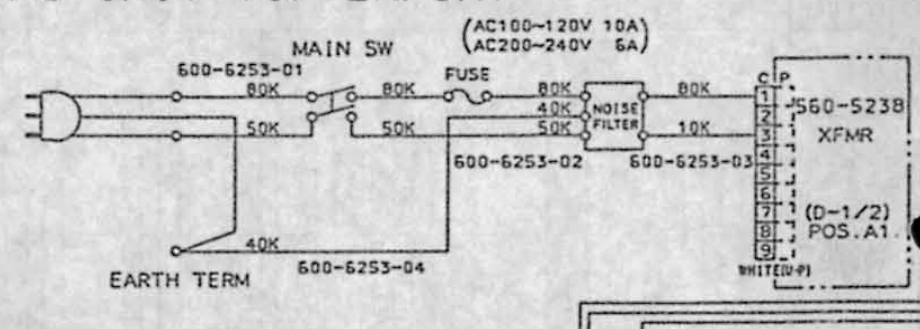 (AC100~120V 10A)
(AC200~240V 6A)
MAIN SW
FUSE
600-6253-01
80K
80K
80K
80K
40K
50K
50K
50K
NOISE
FILTER
10K
600-6253-02
600-6253-03
C P
1
2
3
4
5
6
7
8
9
560-5238
XFMR
(D-1/2)
POS.A1
WHITE(U-P)
40K
600-6253-04
EARTH TERM